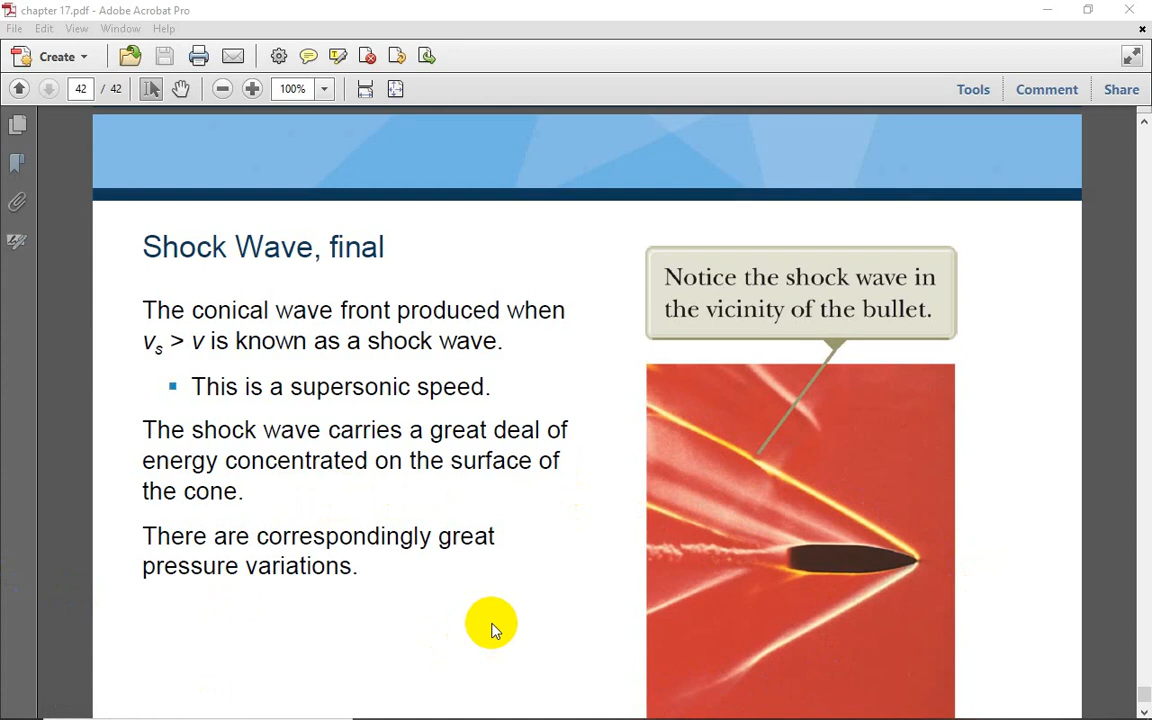 chapter 17.pdf - Adobe Acrobat Pro
File Edit View Window Help
Create
42 / 42 100% Tools Comment Share
Shock Wave, final
The conical wave front produced when
vs > v is known as a shock wave.
▪ This is a supersonic speed.
The shock wave carries a great deal of
energy concentrated on the surface of
the cone.
There are correspondingly great
pressure variations.
Notice the shock wave in
the vicinity of the bullet.